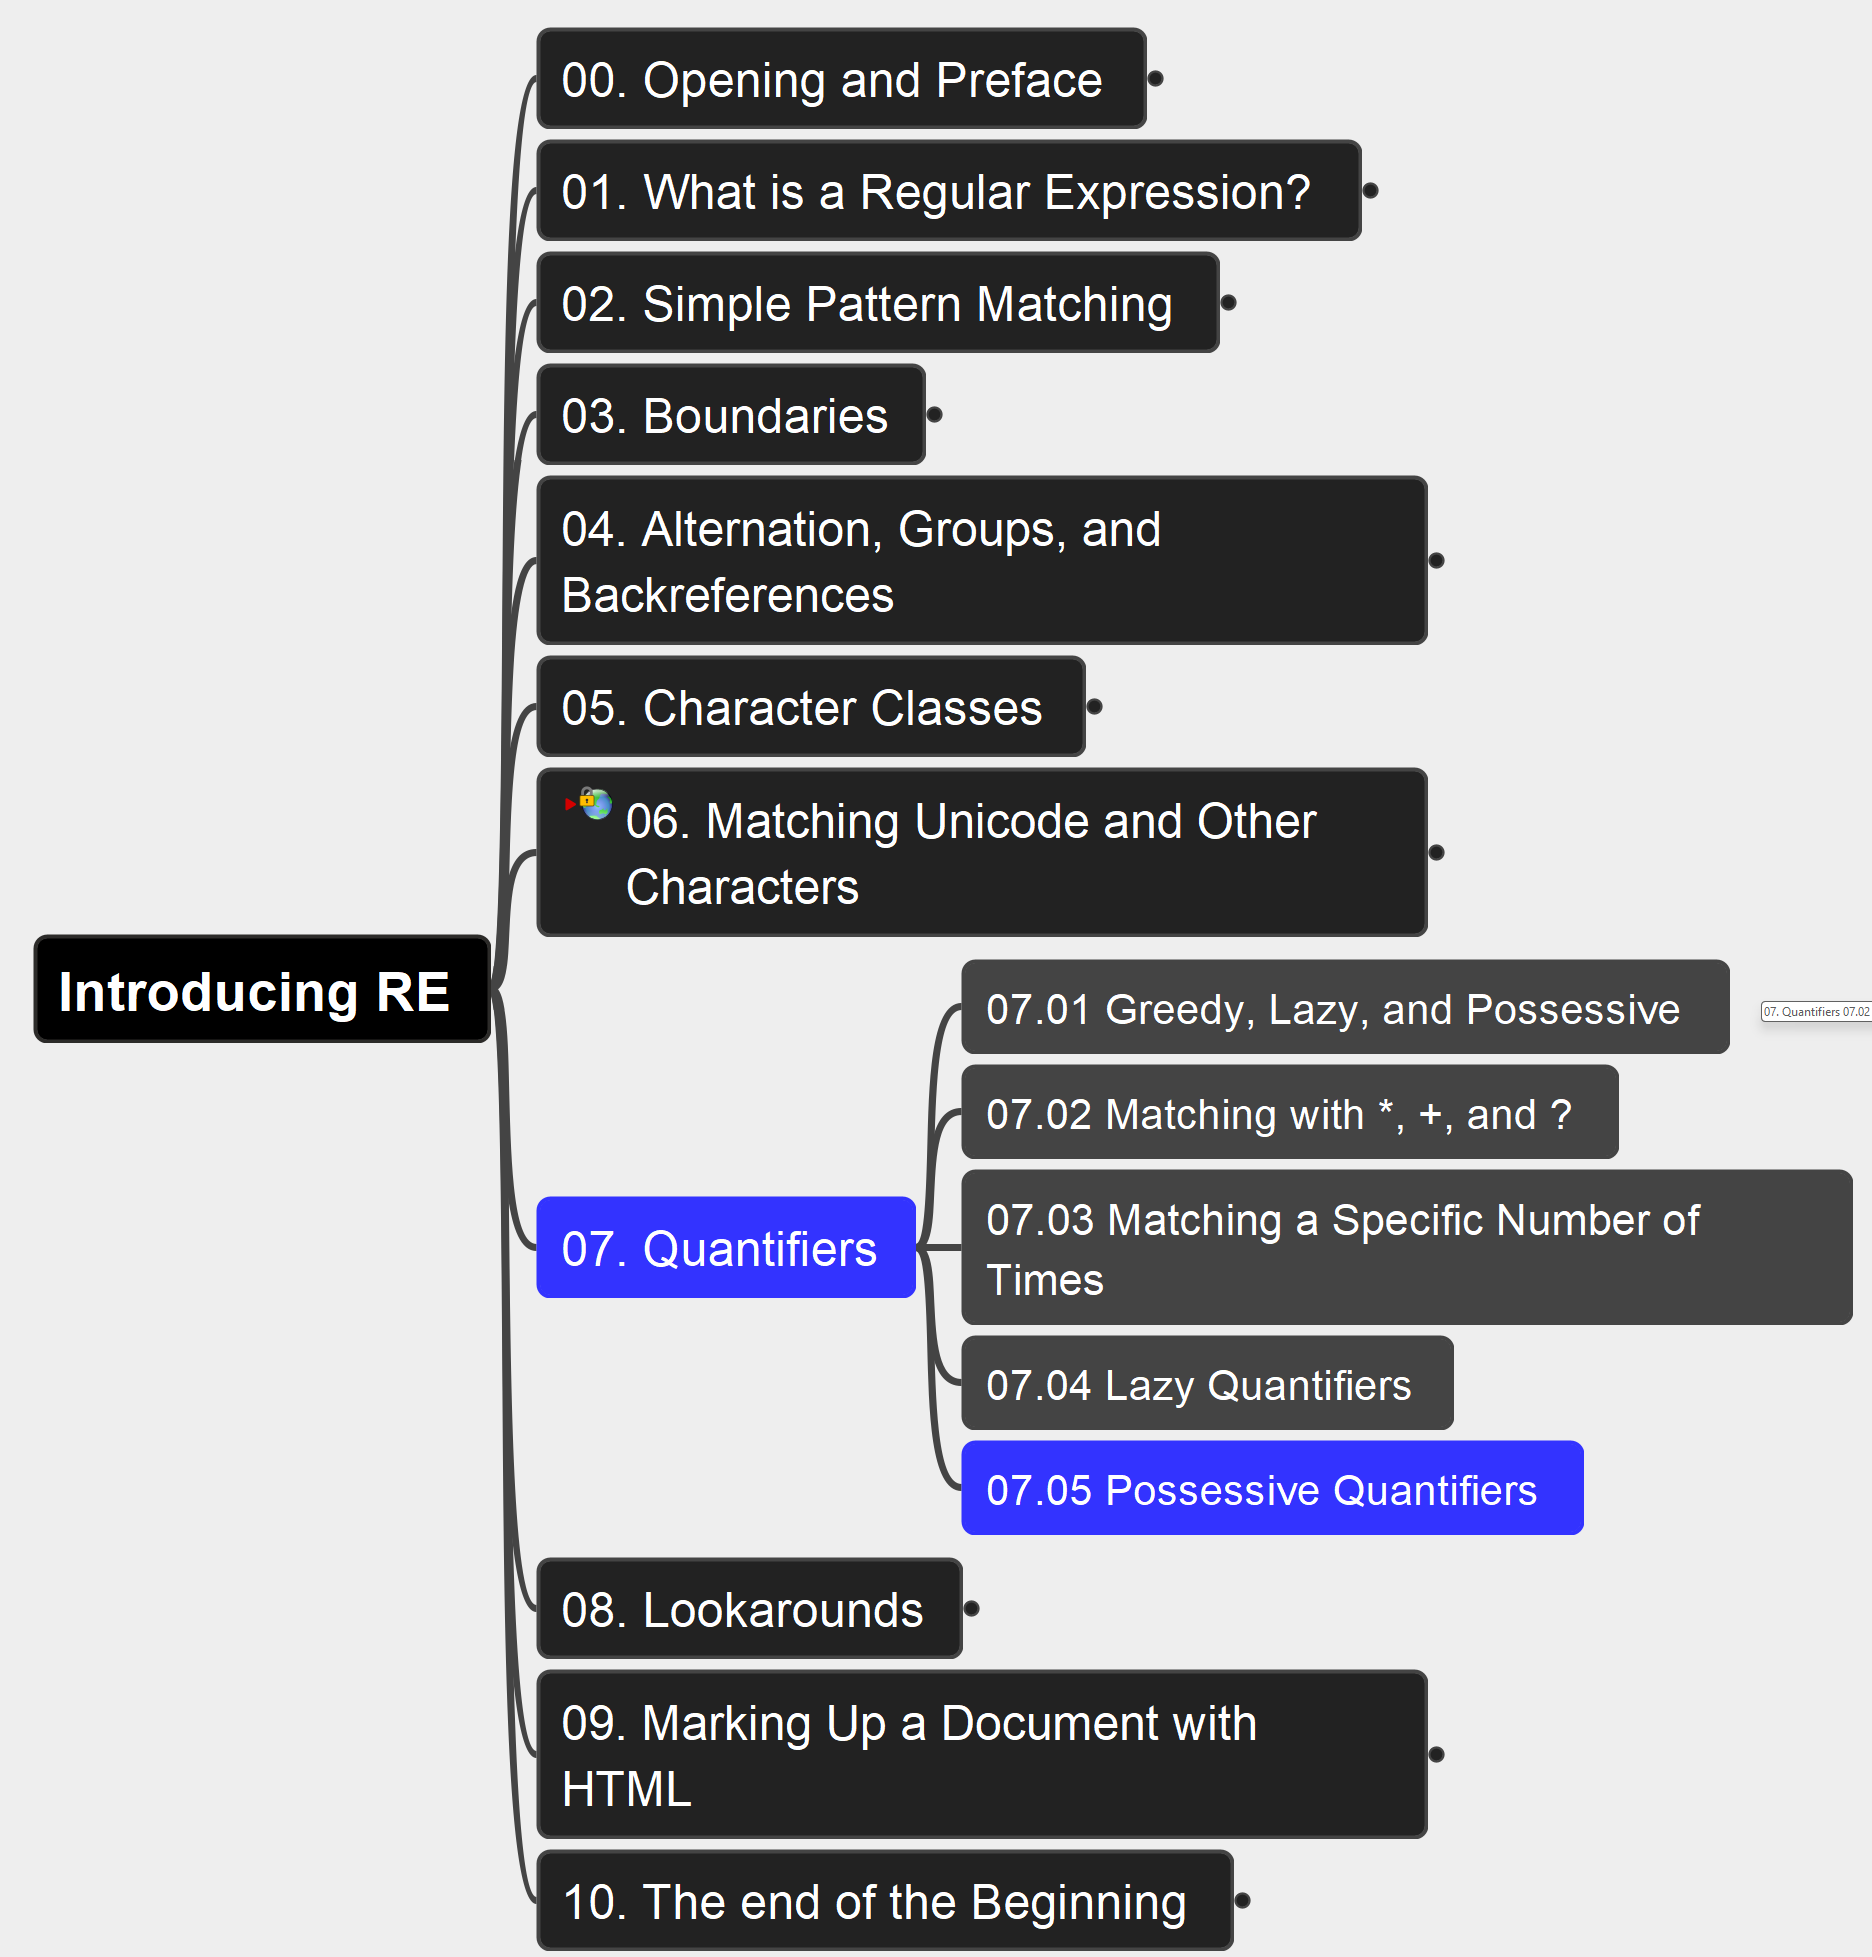 00. Opening and Preface
01. What is a Regular Expression?
02. Simple Pattern Matching
03. Boundaries
04. Alternation, Groups, and
Backreferences
05. Character Classes
06. Matching Unicode and Other
Characters
Introducing RE
07. Quantifiers
07.01 Greedy, Lazy, and Possessive
07. Quantifiers 07.02
07.02 Matching with *, +, and ?
07.03 Matching a Specific Number of
Times
07.04 Lazy Quantifiers
07.05 Possessive Quantifiers
08. Lookarounds
09. Marking Up a Document with
HTML
10. The end of the Beginning